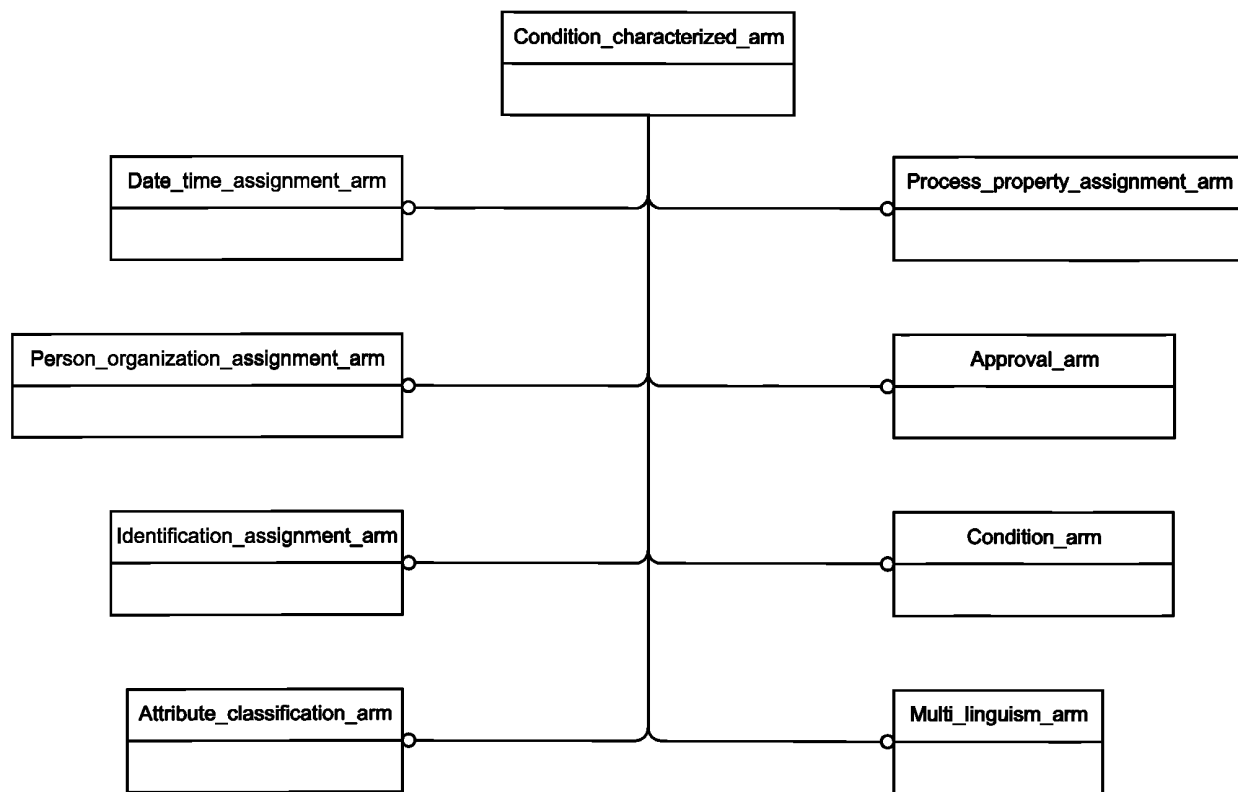 Condition_characterized_arm
Date_time_assignment_arm
Process_property_assignment_arm
Person_organization_assignment_arm
Approval_arm
Identification_assignment_arm
Condition_arm
Attribute_classification_arm
Multi_linguism_arm